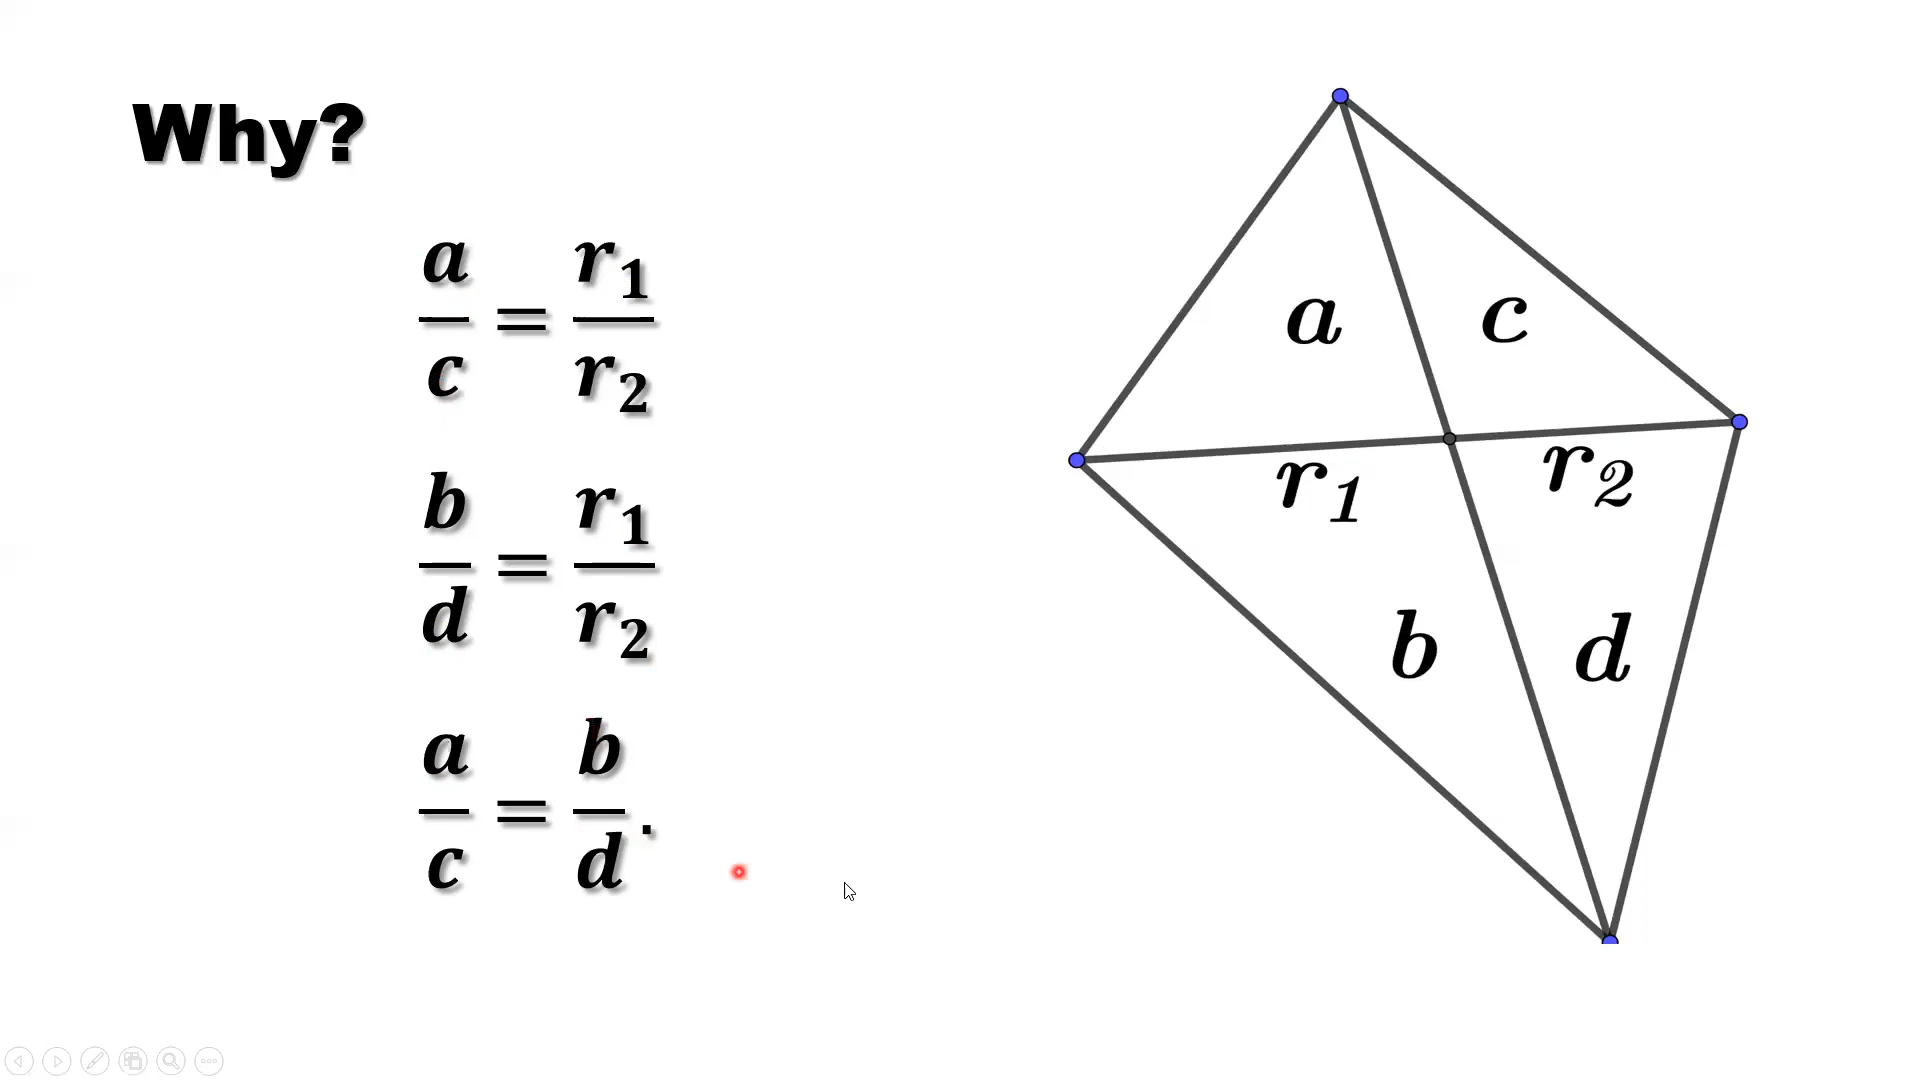 Why?
a/c = r₁/r₂
b/d = r₁/r₂
a/c = b/d.
a c
r₁ r₂
b d